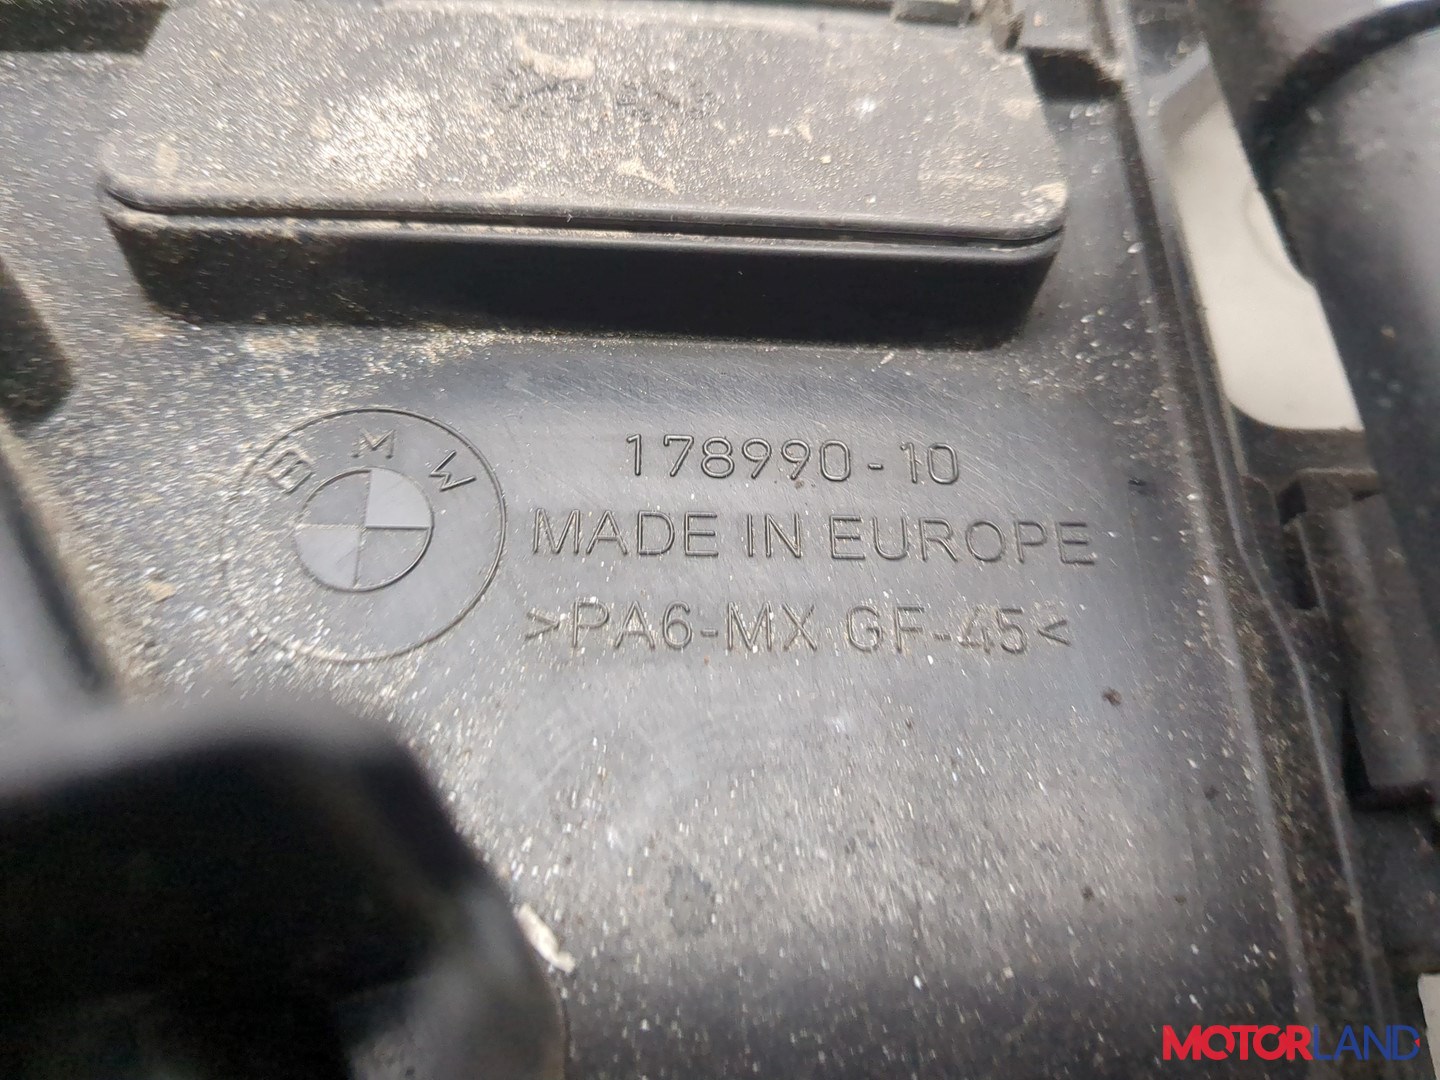 BMW
178990-10
MADE IN EUROPE
>PA6-MX GF-45<
MOTORLAND